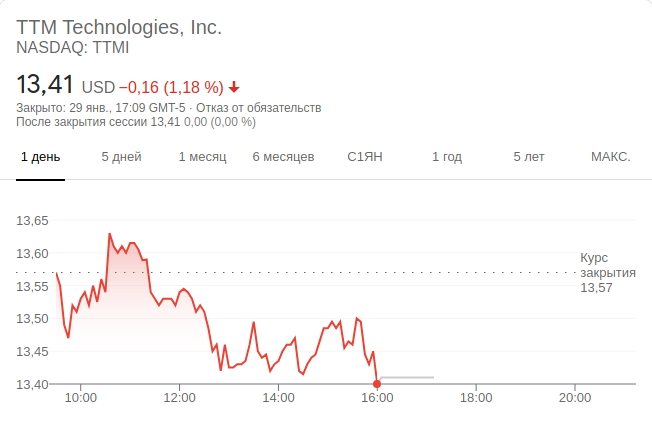 TTM Technologies, Inc.
NASDAQ: TTMI
13,41 USD −0,16 (1,18 %)
Закрыто: 29 янв., 17:09 GMT-5 · Отказ от обязательств
После закрытия сессии 13,41 0,00 (0,00 %)
1 день 5 дней 1 месяц 6 месяцев С1ЯН 1 год 5 лет МАКС.
13,65
13,60
13,55
13,50
13,45
13,40
Курс
закрытия
13,57
10:00 12:00 14:00 16:00 18:00 20:00